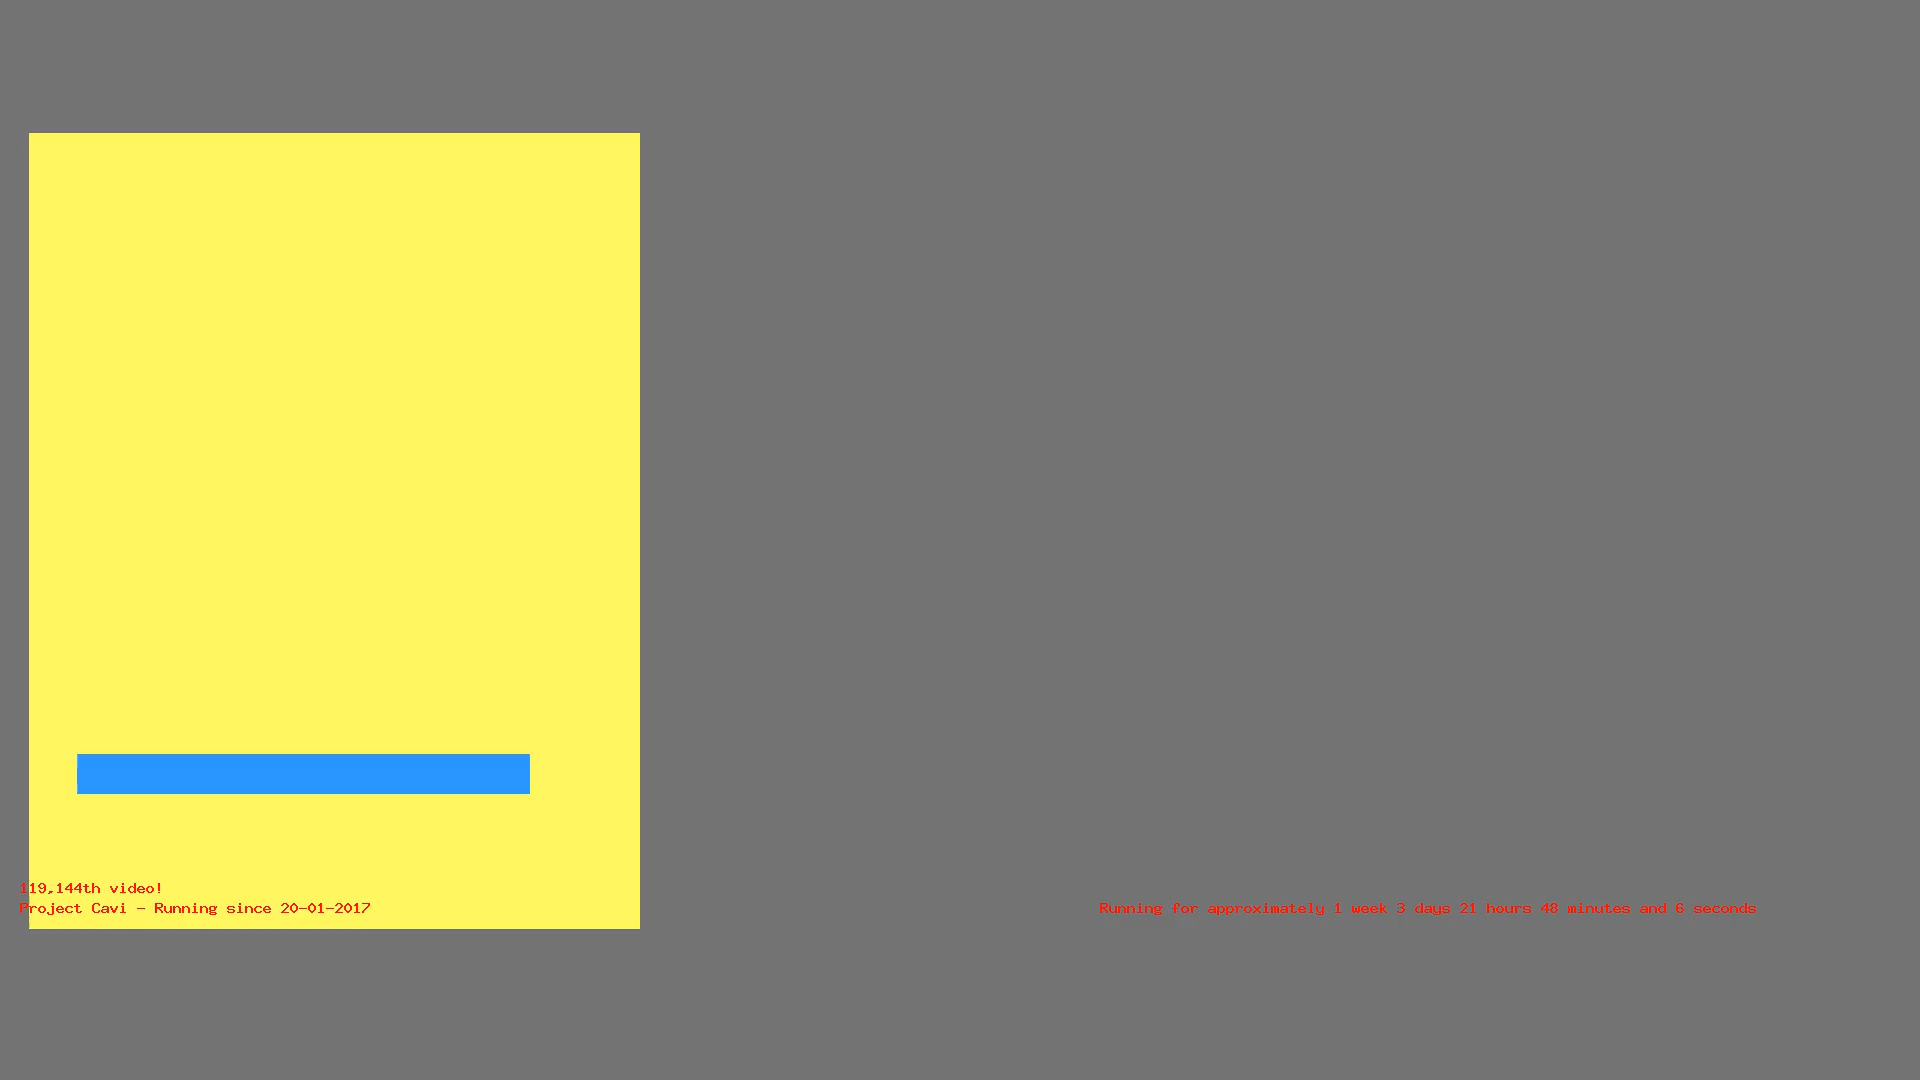 119,144th video!
Project Cavi - Running since 20-01-2017
Running for approximately 1 week 3 days 21 hours 48 minutes and 6 seconds